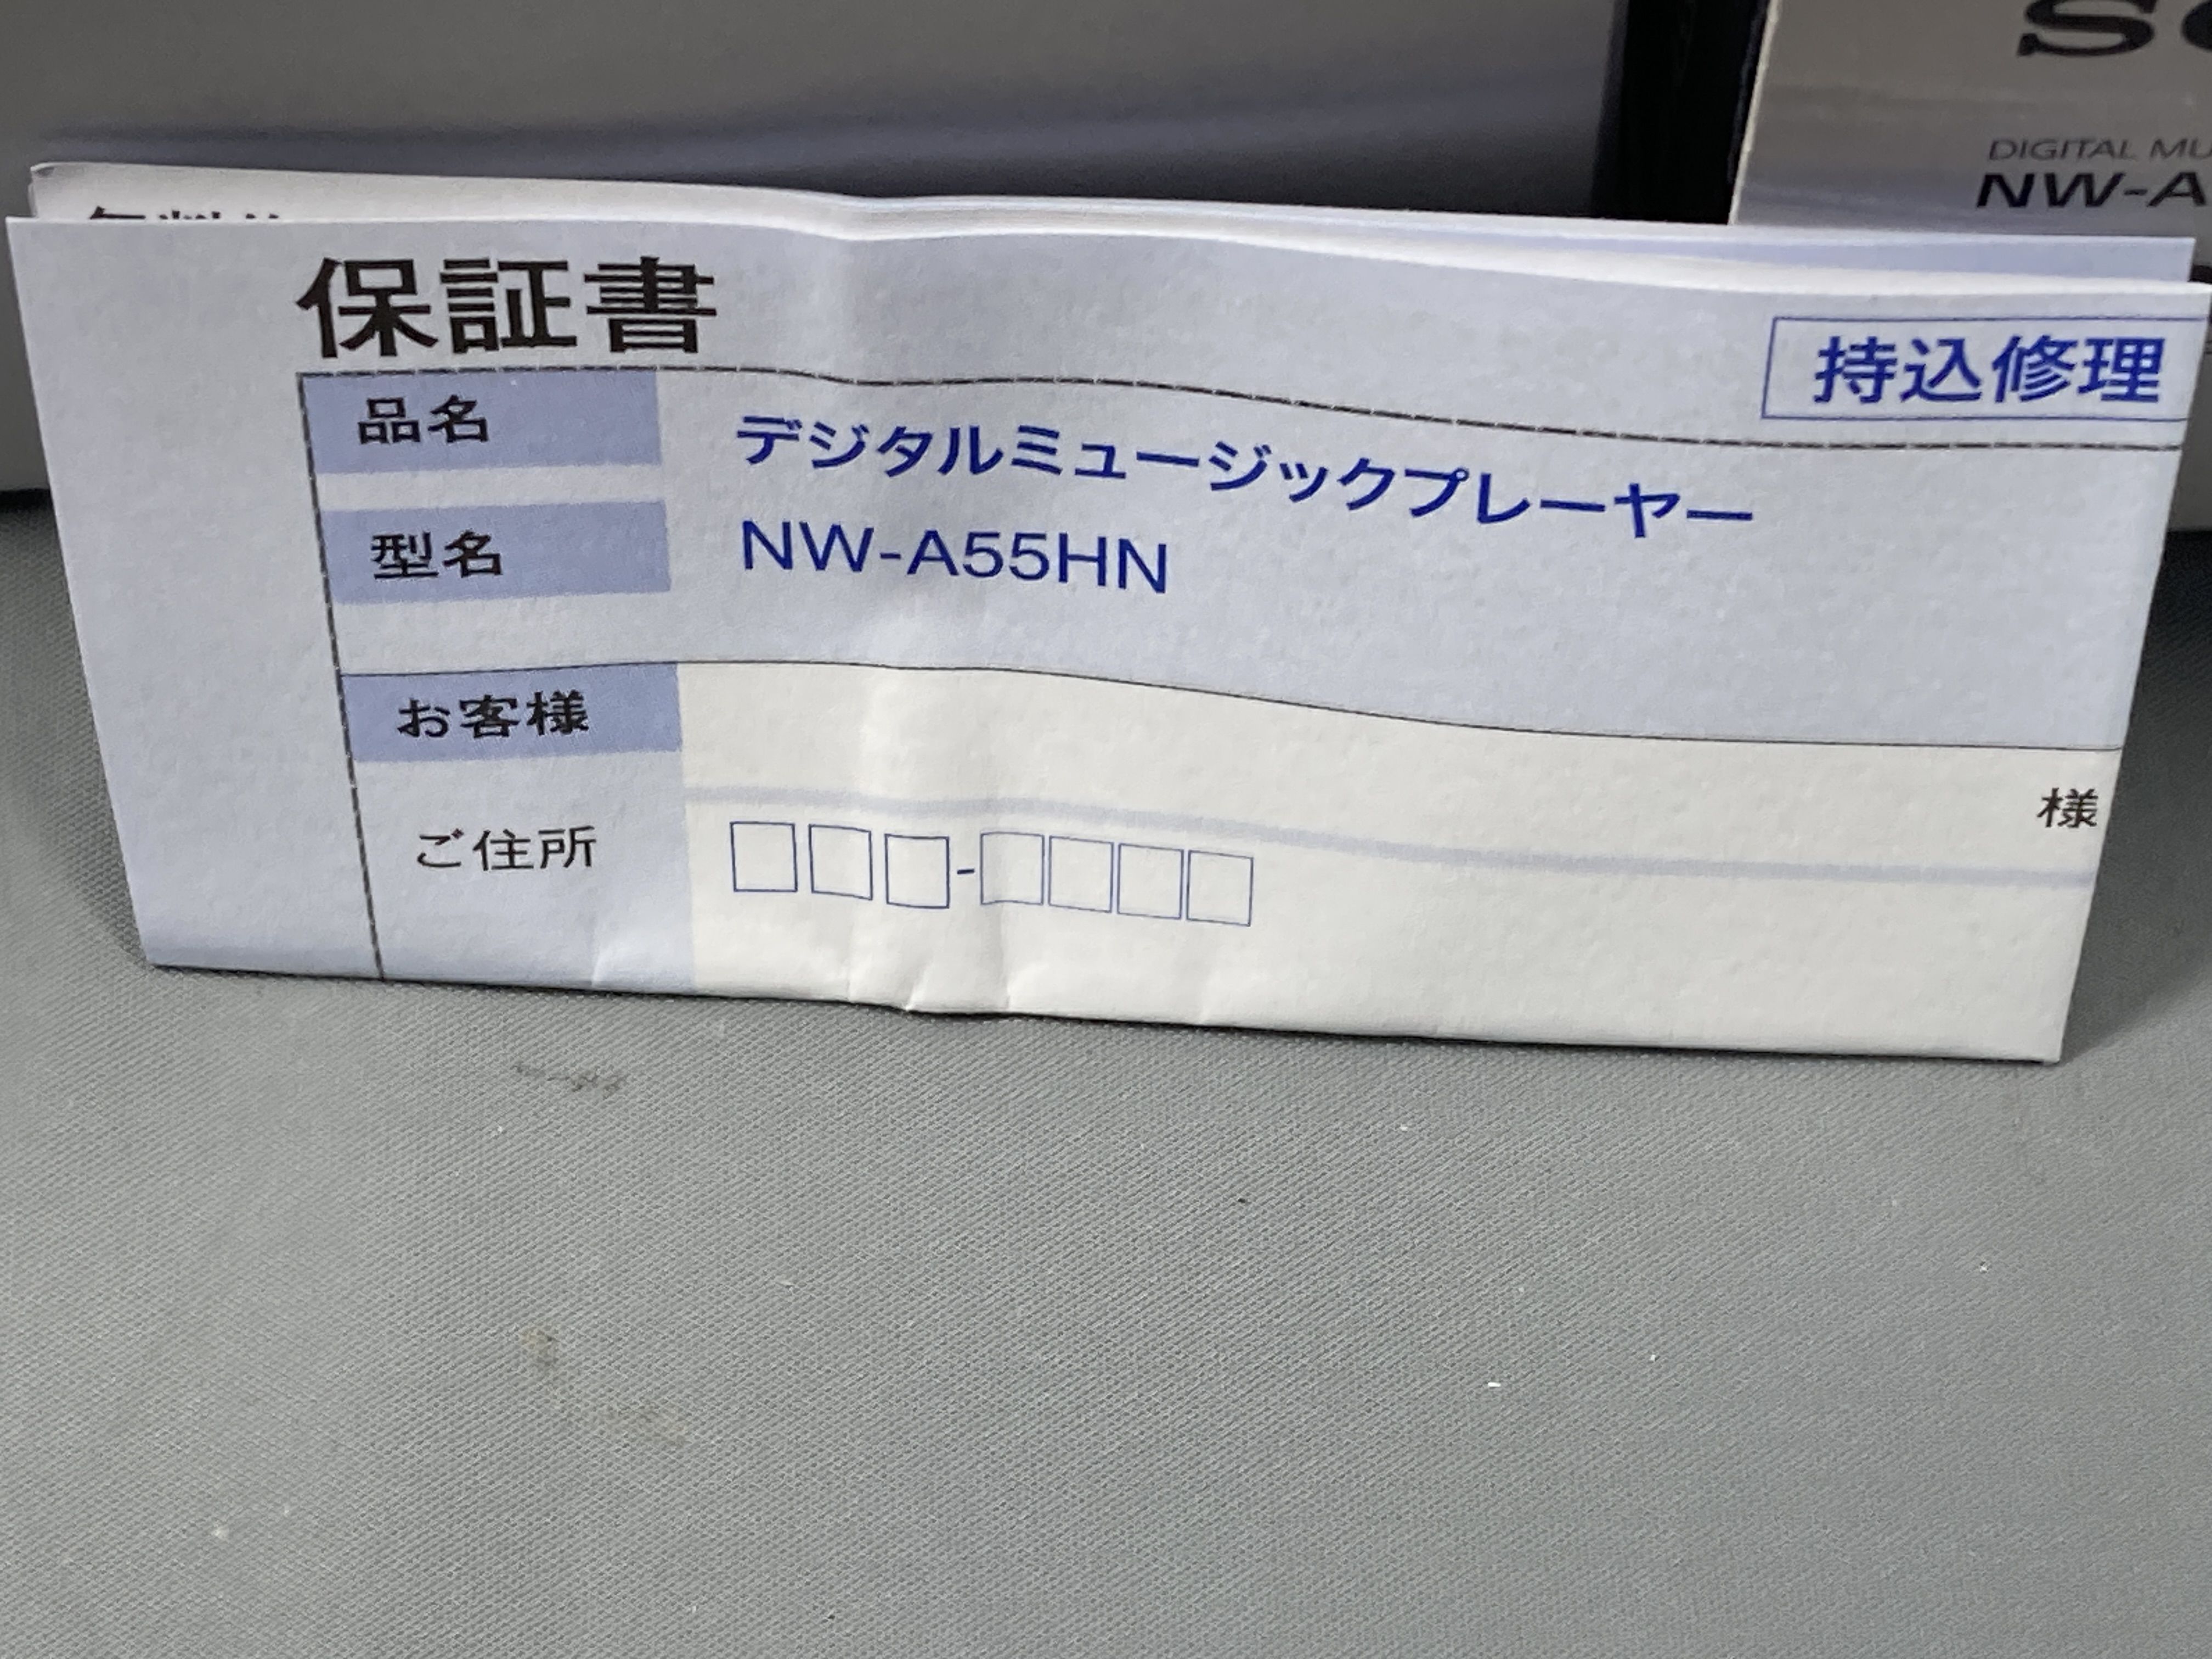 DIGITAL
NW-A
保証書
持込修理
品名
デジタルミュージックプレーヤー
型名
NW-A55HN
お客様
様
ご住所
□□□-□□□□